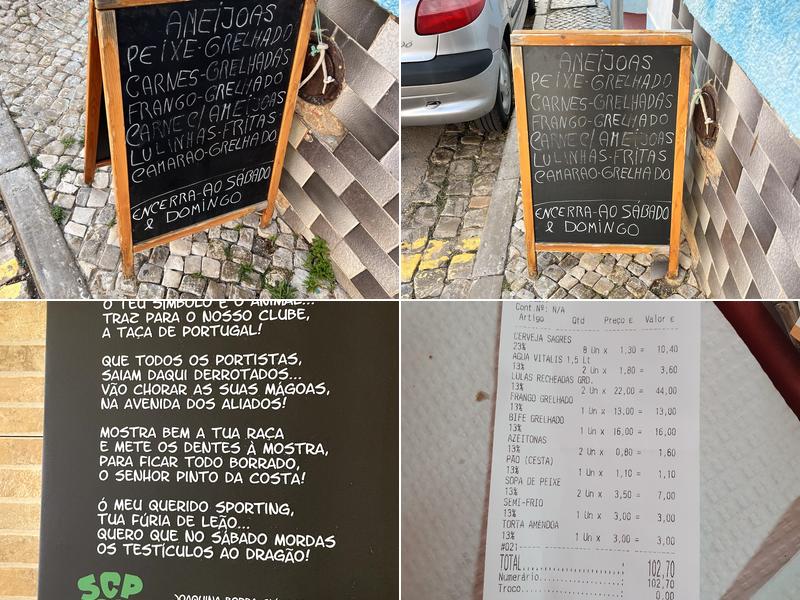 ANEIJOAS
PEIXE-GRELHADO
CARNES-GRELHADAS
FRANGO-GRELHADO
CARNE C/ AMEIJOAS
LULINHAS-FRITAS
CAMARAO-GRELHADO
ENCERRA-AO SÁBADO
& DOMINGO
ANEIJOAS
PEIXE-GRELHADO
CARNES-GRELHADAS
FRANGO-GRELHADO
CARNE C/ AMEIJOAS
LULINHAS-FRITAS
CAMARAO-GRELHADO
ENCERRA-AO SÁBADO
& DOMINGO
O TEU SÍMBOLO É O ANIMAL...
TRAZ PARA O NOSSO CLUBE,
A TAÇA DE PORTUGAL!
QUE TODOS OS PORTISTAS,
SAIAM DAQUI DERROTADOS...
VÃO CHORAR AS SUAS MÁGOAS,
NA AVENIDA DOS ALIADOS!
MOSTRA BEM A TUA RAÇA
E METE OS DENTES À MOSTRA,
PARA FICAR TODO BORRADO,
O SENHOR PINTO DA COSTA!
Ó MEU QUERIDO SPORTING,
TUA FÚRIA DE LEÃO...
QUERO QUE NO SÁBADO MORDAS
OS TESTÍCULOS AO DRAGÃO!
SCP
Cont.Nº: N/A
Artigo Qtd Preço € Valor €
CERVEJA SAGRES
23% 8 Un x 1,30 = 10,40
AGUA VITALIS 1,5 Lt
13% 2 Un x 1,80 = 3,60
LULAS RECHEADAS GRD.
13% 2 Un x 22,00 = 44,00
FRANGO GRELHADO
13% 1 Un x 13,00 = 13,00
BIFE GRELHADO
13% 1 Un x 16,00 = 16,00
AZEITONAS
13% 2 Un x 0,80 = 1,60
PÃO (CESTA)
13% 1 Un x 1,10 = 1,10
SOPA DE PEIXE
13% 2 Un x 3,50 = 7,00
SEMI-FRIO
13% 1 Un x 3,00 = 3,00
TORTA AMENDOA
13% 1 Un x 3,00 = 3,00
#021
TOTAL 102,70
Numerário 102,70
Troco 0,00